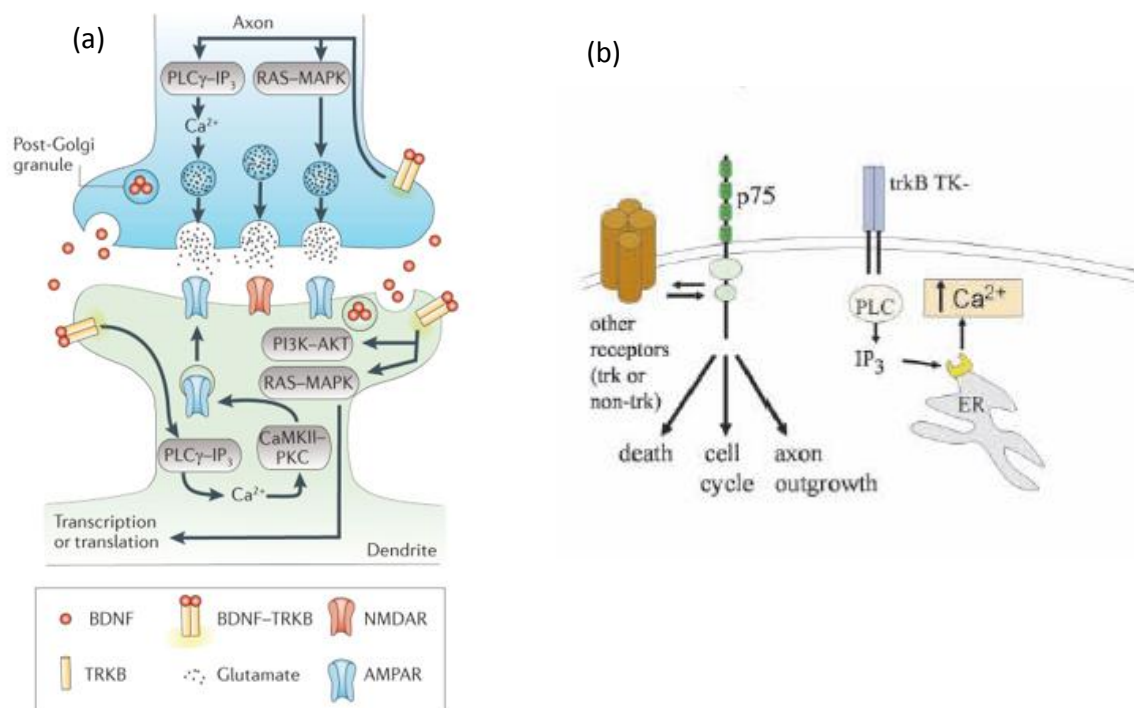 (a)
Axon
PLCγ–IP₃
RAS–MAPK
Ca²⁺
Post-Golgi
granule
PI3K–AKT
RAS–MAPK
CaMKII–
PKC
PLCγ–IP₃
Ca²⁺
Transcription
or translation
Dendrite
BDNF
BDNF–TRKB
NMDAR
TRKB
Glutamate
AMPAR
(b)
p75
trkB TK-
other
receptors
(trk or
non-trk)
PLC
↑ Ca²⁺
IP₃
ER
death
cell
cycle
axon
outgrowth